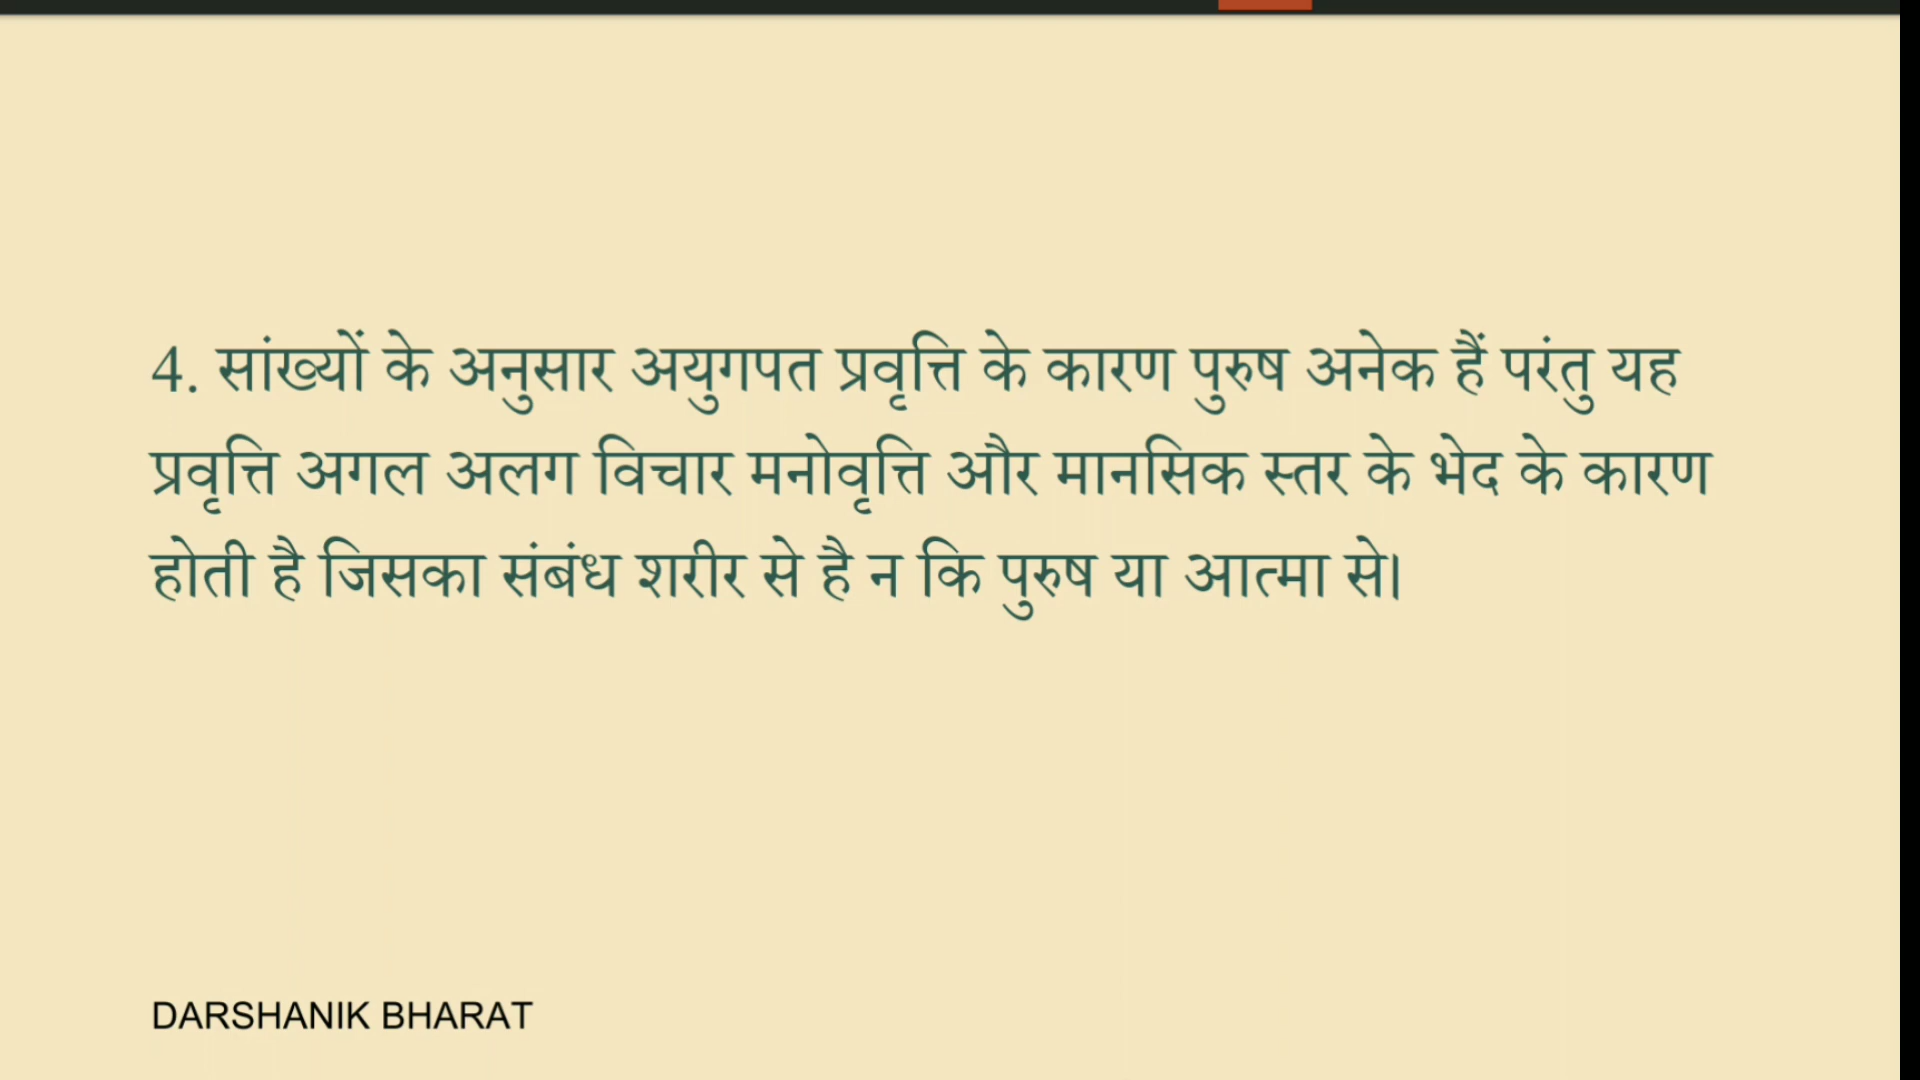 4. सांख्यों के अनुसार अयुगपत प्रवृत्ति के कारण पुरुष अनेक हैं परंतु यह
प्रवृत्ति अगल अलग विचार मनोवृत्ति और मानसिक स्तर के भेद के कारण
होती है जिसका संबंध शरीर से है न कि पुरुष या आत्मा से।
DARSHANIK BHARAT